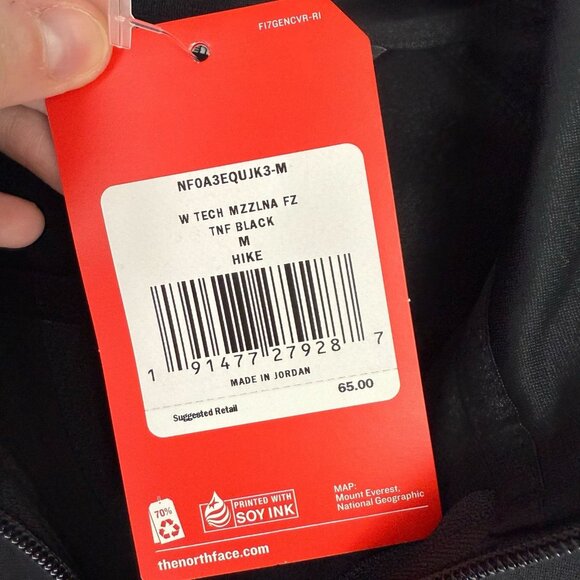 F17GENCVR-R1
NF0A3EQUJK3-M
W TECH MZZLNA FZ
TNF BLACK
M
HIKE
1 91477 27928 7
MADE IN JORDAN
Suggested Retail 65.00
70%
PRINTED WITH
SOY INK
MAP:
Mount Everest,
National Geographic
thenorthface.com